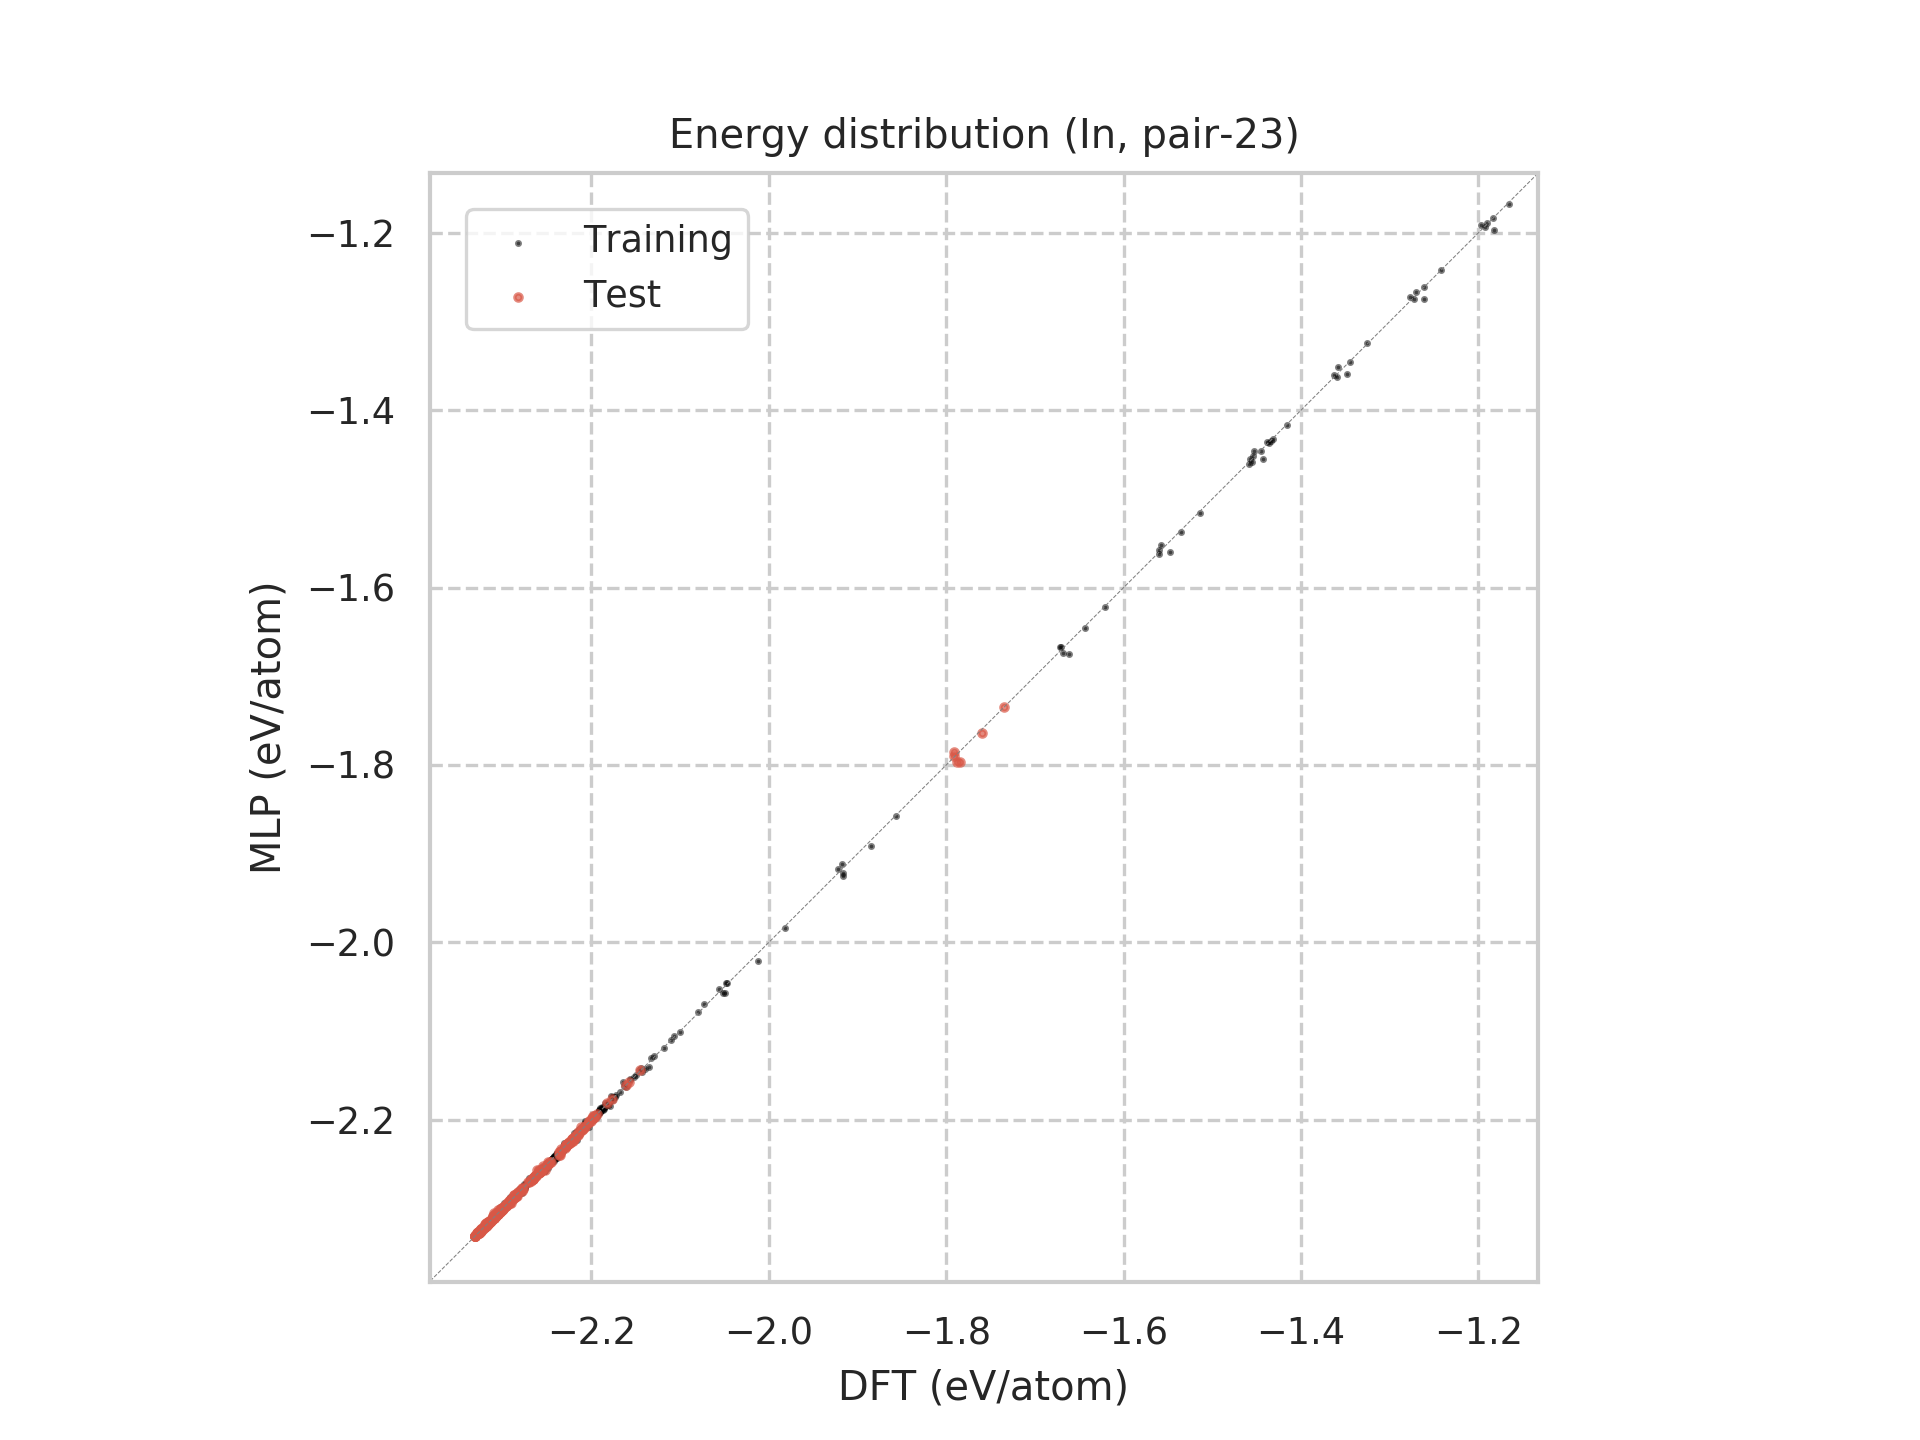 Energy distribution (In, pair-23)
Training
Test
−1.2
−1.4
−1.6
−1.8
−2.0
−2.2
MLP (eV/atom)
−2.2 −2.0 −1.8 −1.6 −1.4 −1.2
DFT (eV/atom)